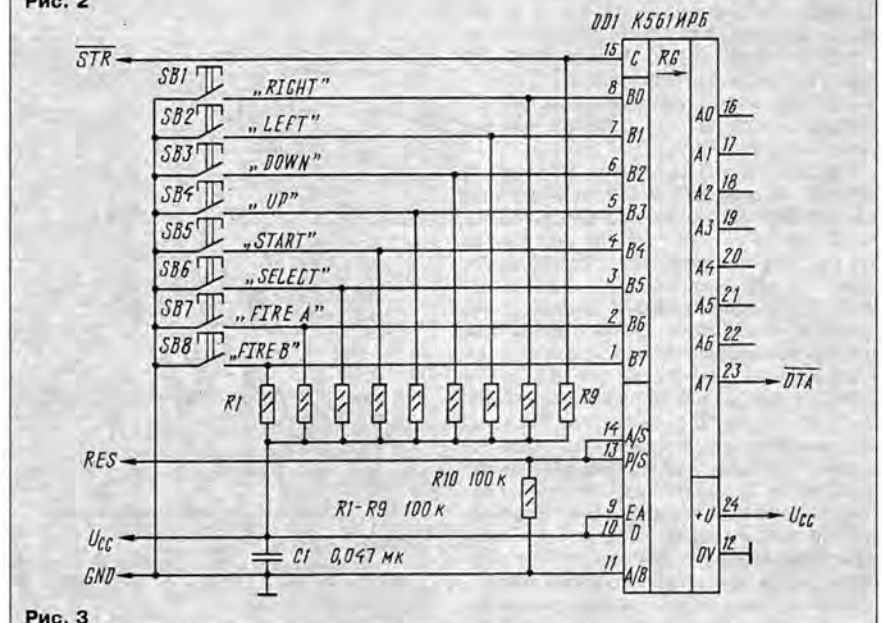 Рис. 2
DD1 К561ИР6
STR
15 C RG
SB1 „RIGHT” 8 B0
A0 16
SB2 „LEFT” 7 B1
A1 17
SB3 „DOWN” 6 B2
A2 18
SB4 „UP” 5 B3
A3 19
SB5 „START” 4 B4
A4 20
SB6 „SELECT” 3 B5
A5 21
SB7 „FIRE A” 2 B6
A6 22
SB8 „FIRE B” 1 B7
A7 23 DTA
R1 R9
14 A/S
RES 13 P/S
R10 100 к
R1-R9 100 к
9 EA
+U 24 Ucc
Ucc 10 D
C1 0,047 мк
0V 12
GND 11 A/B
Рис. 3